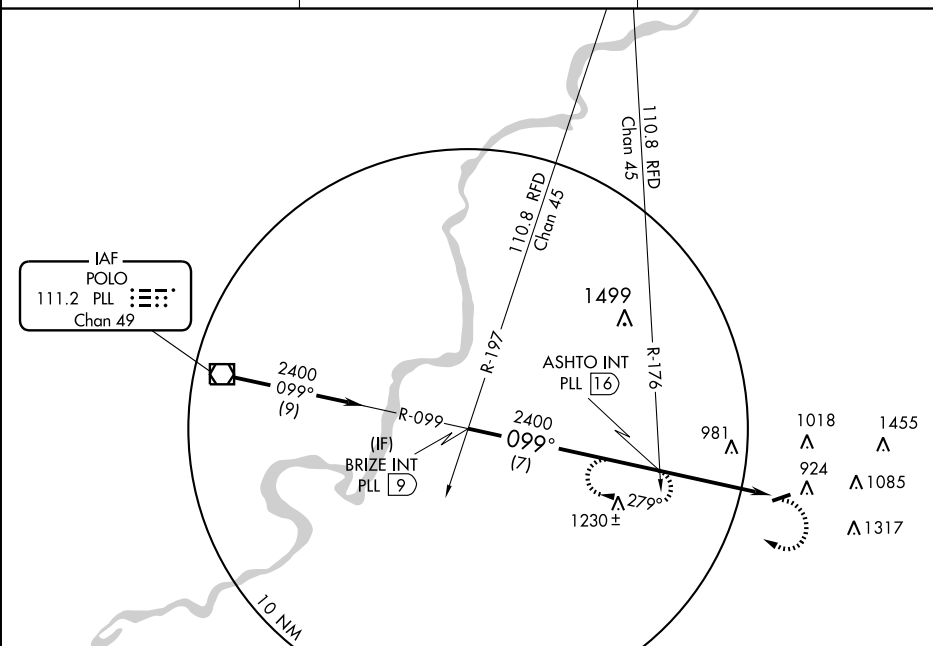 110.8 RFD
Chan 45
110.8 RFD
Chan 45
IAF
POLO
111.2 PLL
Chan 49
1499
R-197
R-176
ASHTO INT
PLL 16
2400
099°
(9)
R-099
2400
099°
(7)
(IF)
BRIZE INT
PLL 9
981
1018
1455
924
1085
279°
1230±
1317
10 NM